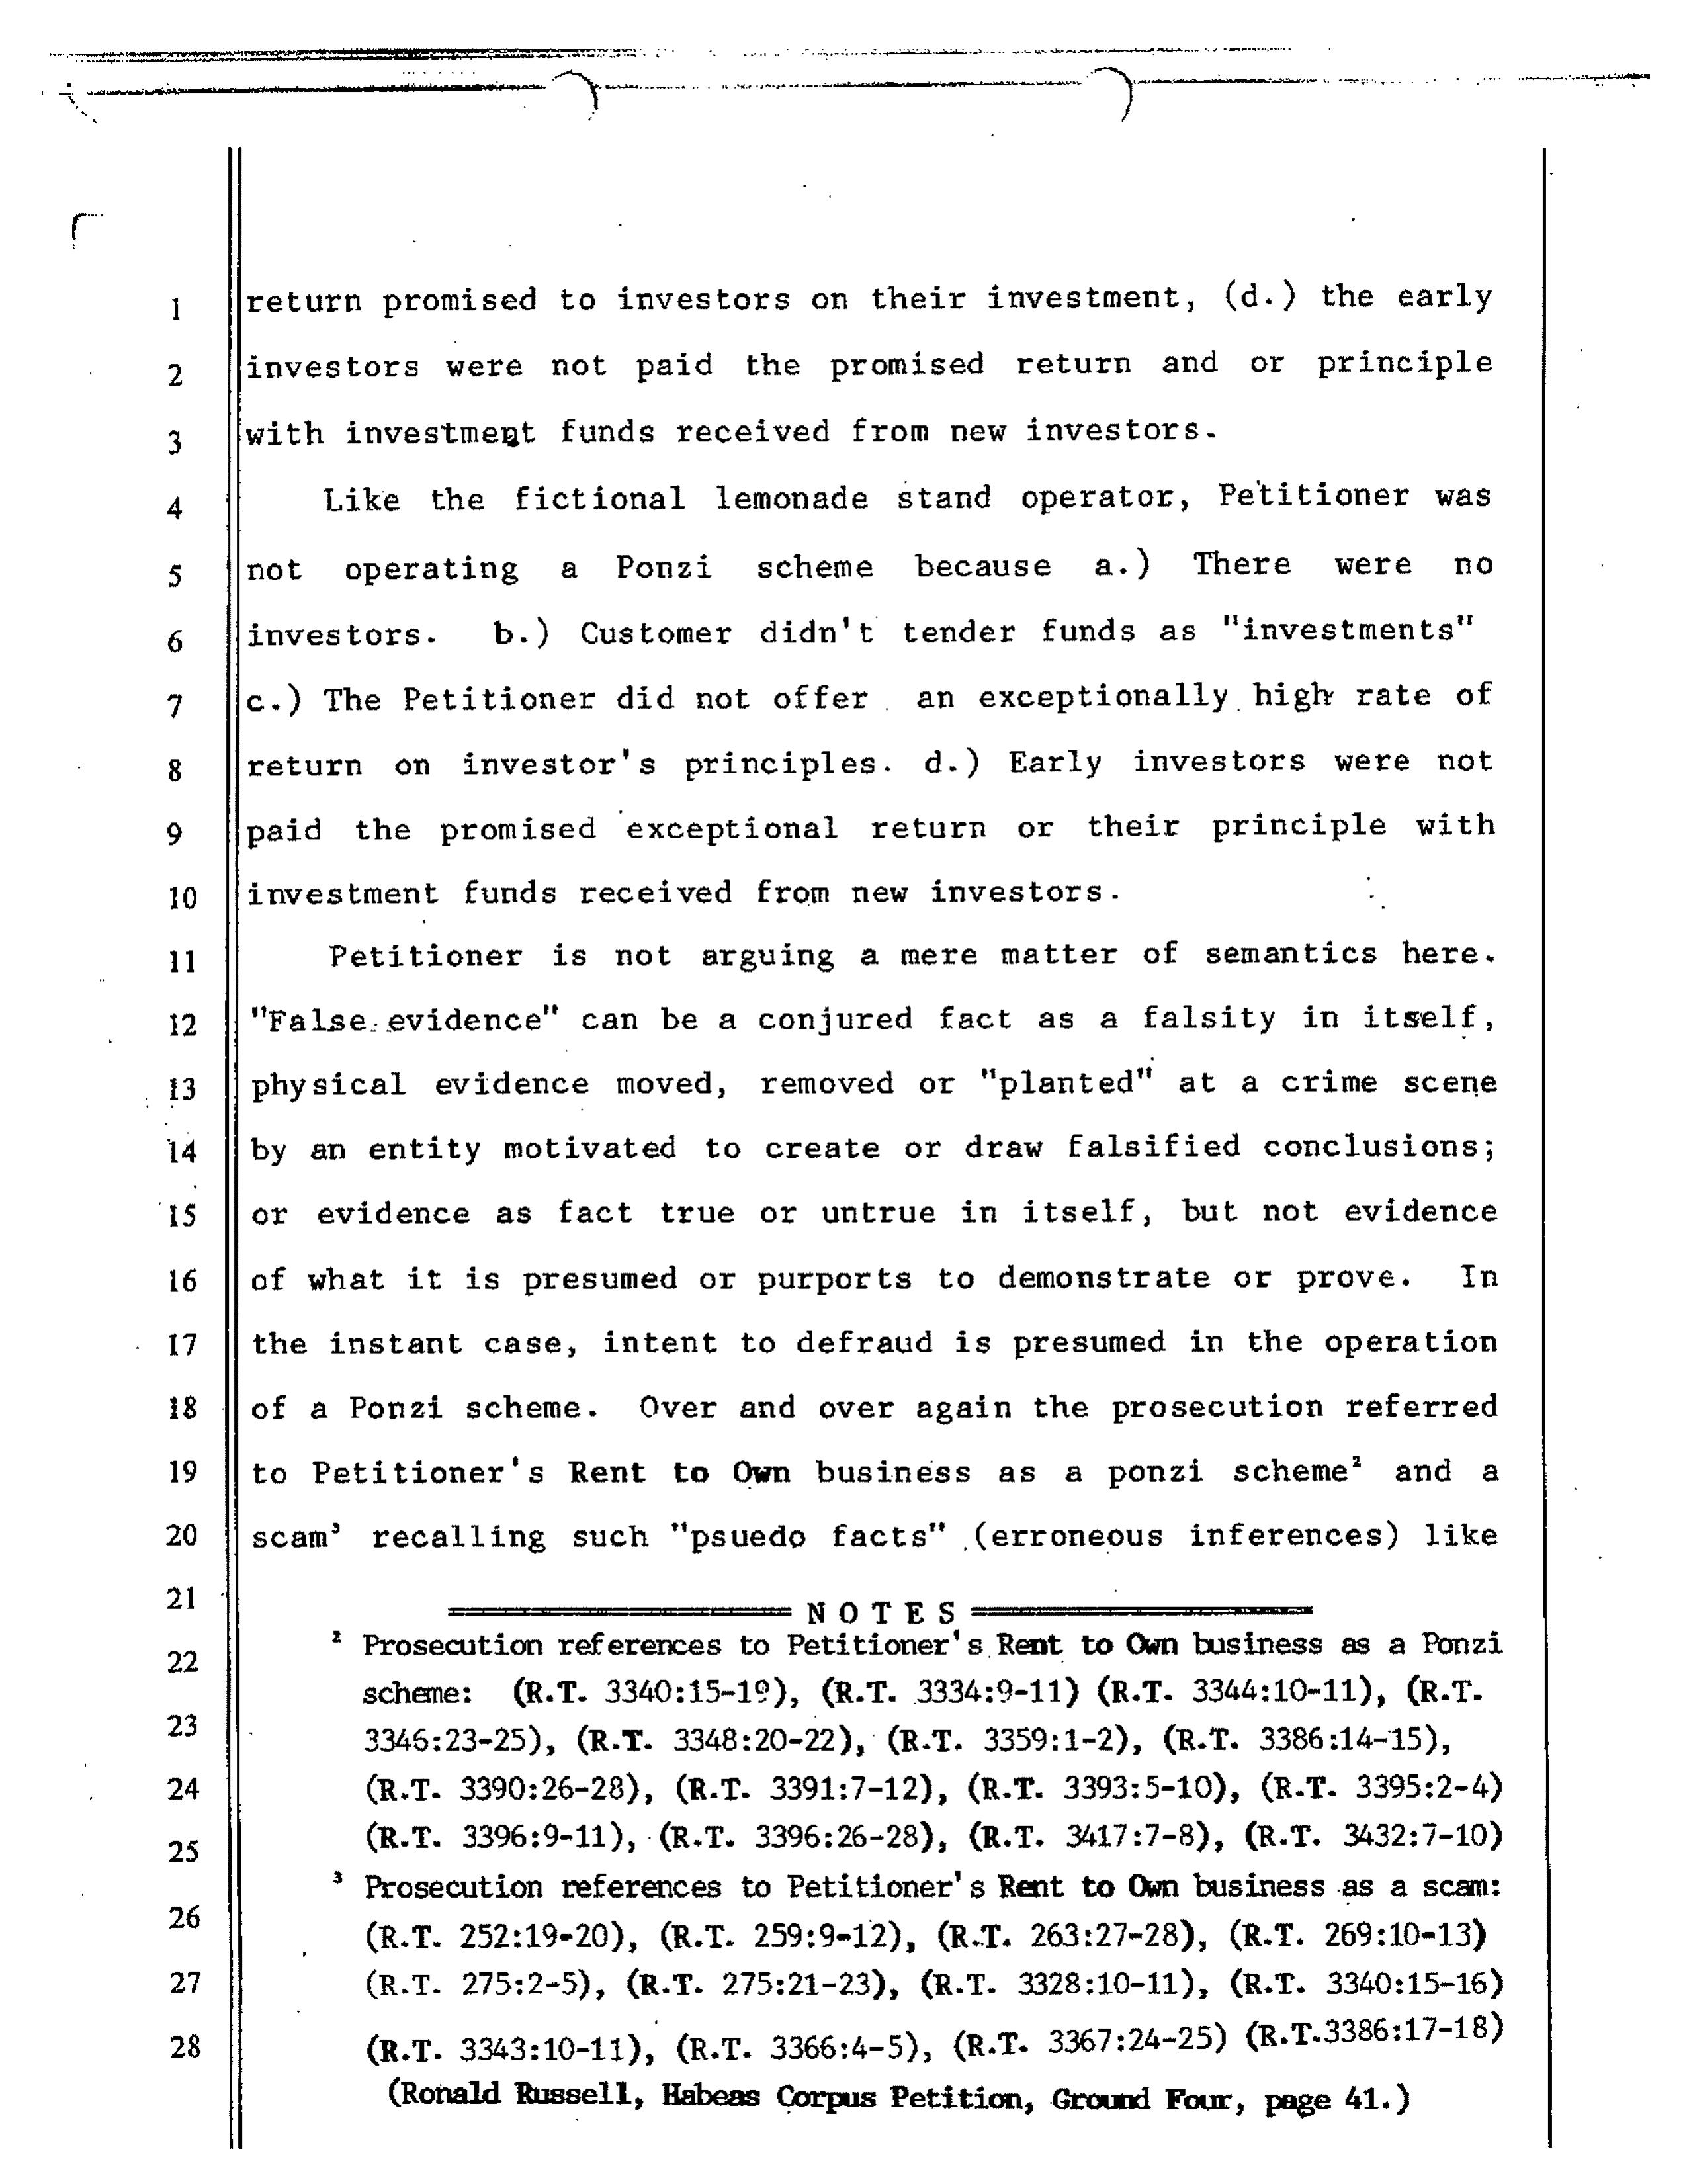 1 return promised to investors on their investment, (d.) the early
2 investors were not paid the promised return and or principle
3 with investment funds received from new investors.
4 Like the fictional lemonade stand operator, Petitioner was
5 not operating a Ponzi scheme because a.) There were no
6 investors. b.) Customer didn't tender funds as "investments"
7 c.) The Petitioner did not offer an exceptionally high rate of
8 return on investor's principles. d.) Early investors were not
9 paid the promised exceptional return or their principle with
10 investment funds received from new investors.
11 Petitioner is not arguing a mere matter of semantics here.
12 "False evidence" can be a conjured fact as a falsity in itself,
13 physical evidence moved, removed or "planted" at a crime scene
14 by an entity motivated to create or draw falsified conclusions;
15 or evidence as fact true or untrue in itself, but not evidence
16 of what it is presumed or purports to demonstrate or prove. In
17 the instant case, intent to defraud is presumed in the operation
18 of a Ponzi scheme. Over and over again the prosecution referred
19 to Petitioner's Rent to Own business as a ponzi scheme² and a
20 scam³ recalling such "psuedo facts" (erroneous inferences) like
21 NOTES
² Prosecution references to Petitioner's Rent to Own business as a Ponzi
22 scheme: (R.T. 3340:15-19), (R.T. 3334:9-11) (R.T. 3344:10-11), (R.T.
23 3346:23-25), (R.T. 3348:20-22), (R.T. 3359:1-2), (R.T. 3386:14-15),
24 (R.T. 3390:26-28), (R.T. 3391:7-12), (R.T. 3393:5-10), (R.T. 3395:2-4)
25 (R.T. 3396:9-11), (R.T. 3396:26-28), (R.T. 3417:7-8), (R.T. 3432:7-10)
³ Prosecution references to Petitioner's Rent to Own business as a scam:
26 (R.T. 252:19-20), (R.T. 259:9-12), (R.T. 263:27-28), (R.T. 269:10-13)
27 (R.T. 275:2-5), (R.T. 275:21-23), (R.T. 3328:10-11), (R.T. 3340:15-16)
28 (R.T. 3343:10-11), (R.T. 3366:4-5), (R.T. 3367:24-25) (R.T.3386:17-18)
(Ronald Russell, Habeas Corpus Petition, Ground Four, page 41.)